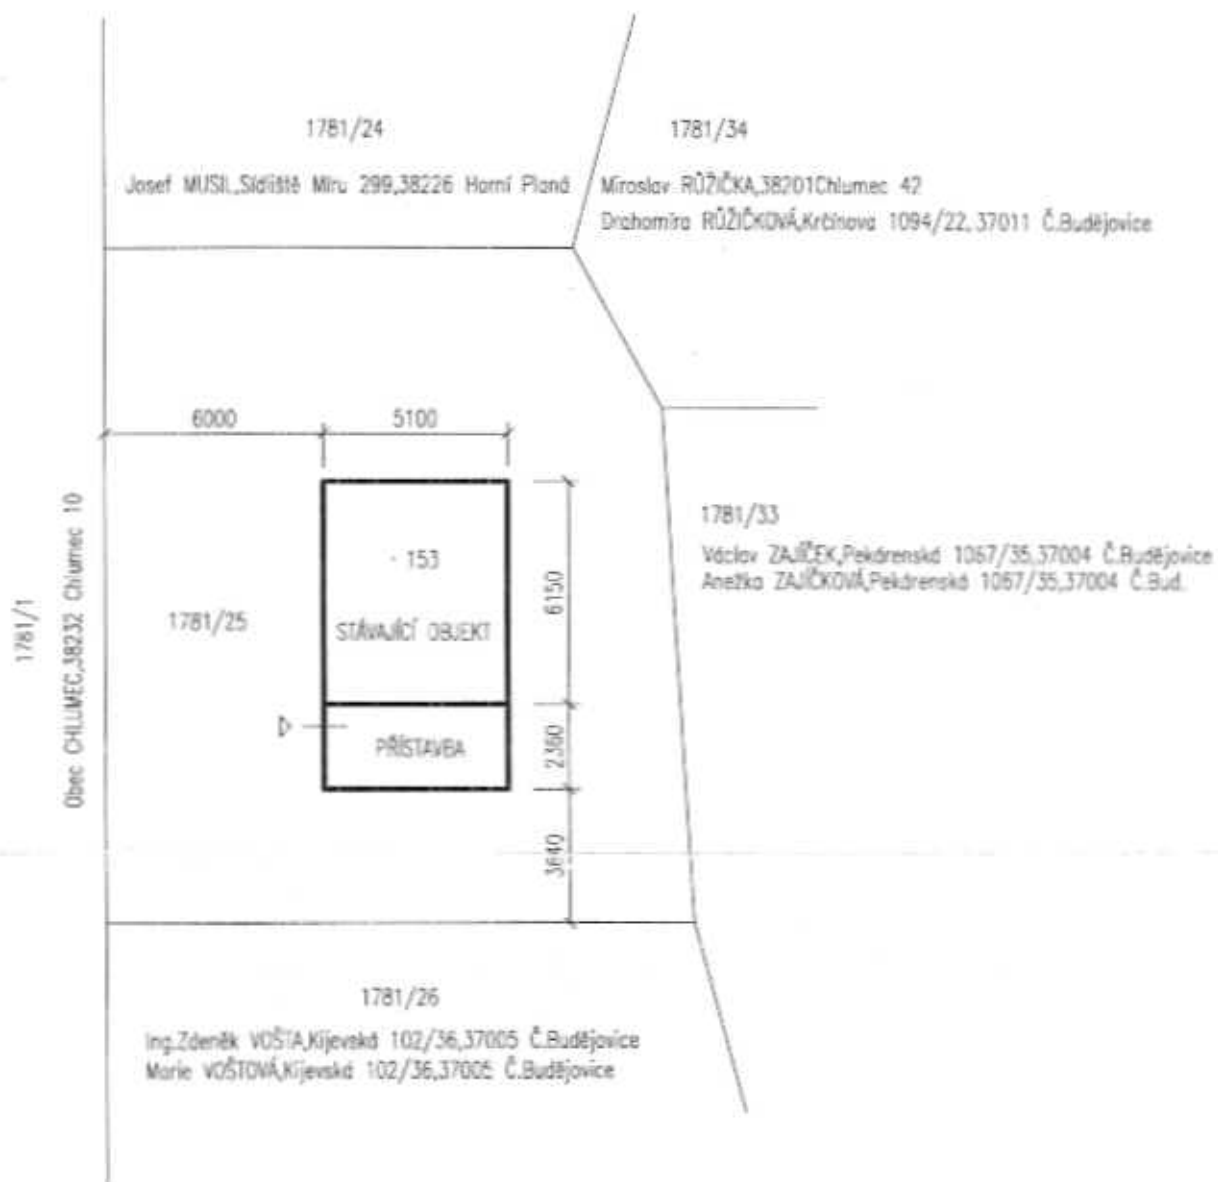 1781/24
Josef MUSIL,Sídliště Míru 299,38226 Horní Planá
1781/34
Miroslav RŮŽIČKA,38201Chlumec 42
Drahomíra RŮŽIČKOVÁ,Krčínova 1094/22,37011 Č.Budějovice
6000
5100
1781/1
Obec CHLUMEC,38232 Chlumec 10
1781/25
153
STÁVAJÍCÍ OBJEKT
PŘÍSTAVBA
6150
2360
3640
1781/33
Václav ZAJÍČEK,Pekárenská 1067/35,37004 Č.Budějovice
Anežka ZAJÍČKOVÁ,Pekárenská 1067/35,37004 Č.Bud.
1781/26
Ing.Zdeněk VOŠTA,Kijevská 102/36,37005 Č.Budějovice
Marie VOŠTOVÁ,Kijevská 102/36,37005 Č.Budějovice